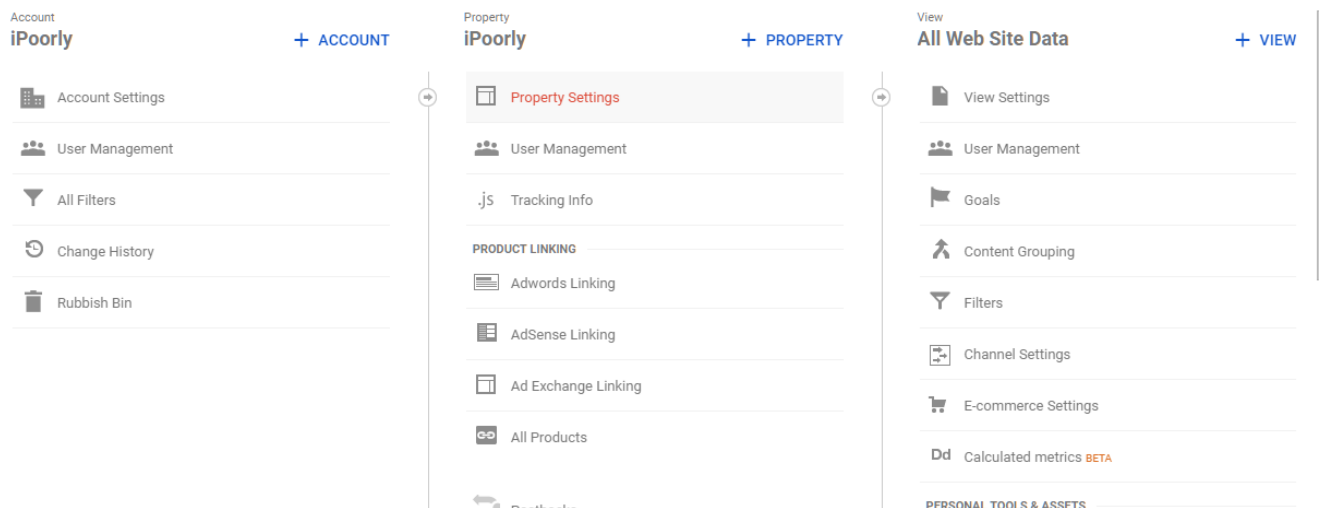 Account
iPoorly
+ ACCOUNT
Account Settings
User Management
All Filters
Change History
Rubbish Bin
Property
iPoorly
+ PROPERTY
Property Settings
User Management
.js Tracking Info
PRODUCT LINKING
Adwords Linking
AdSense Linking
Ad Exchange Linking
All Products
Postbacks
View
All Web Site Data
+ VIEW
View Settings
User Management
Goals
Content Grouping
Filters
Channel Settings
E-commerce Settings
Dd Calculated metrics BETA
PERSONAL TOOLS & ASSETS